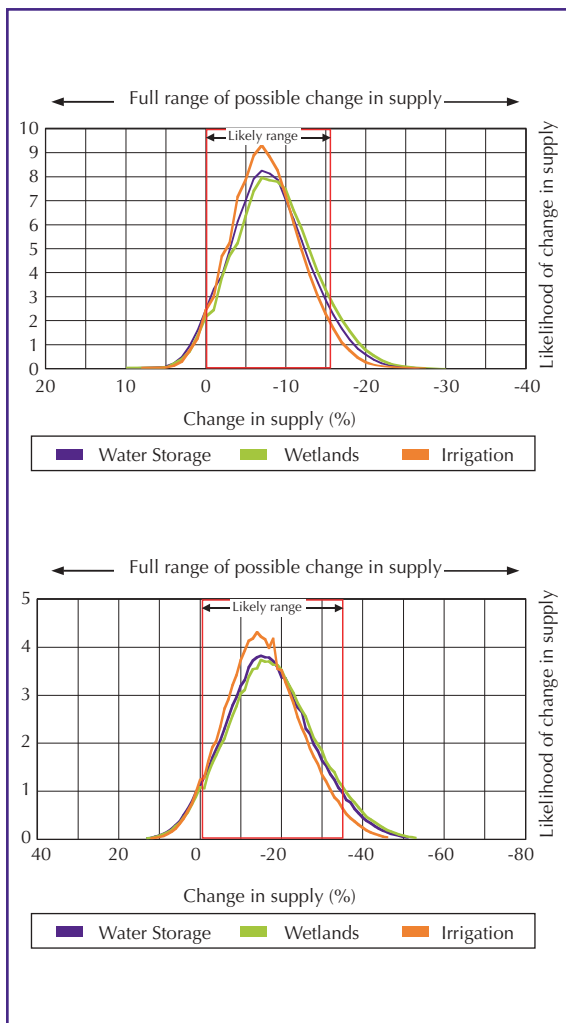 Full range of possible change in supply
Likely range
10
9
8
7
6
5
4
3
2
1
0
20 10 0 -10 -20 -30 -40
Likelihood of change in supply
Change in supply (%)
Water Storage Wetlands Irrigation
Full range of possible change in supply
Likely range
5
4
3
2
1
0
40 20 0 -20 -40 -60 -80
Likelihood of change in supply
Change in supply (%)
Water Storage Wetlands Irrigation